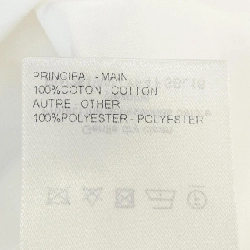 PRINCIPAL - MAIN
100%COTON - COTTON
AUTRE - OTHER
100%POLYESTER - POLYESTER